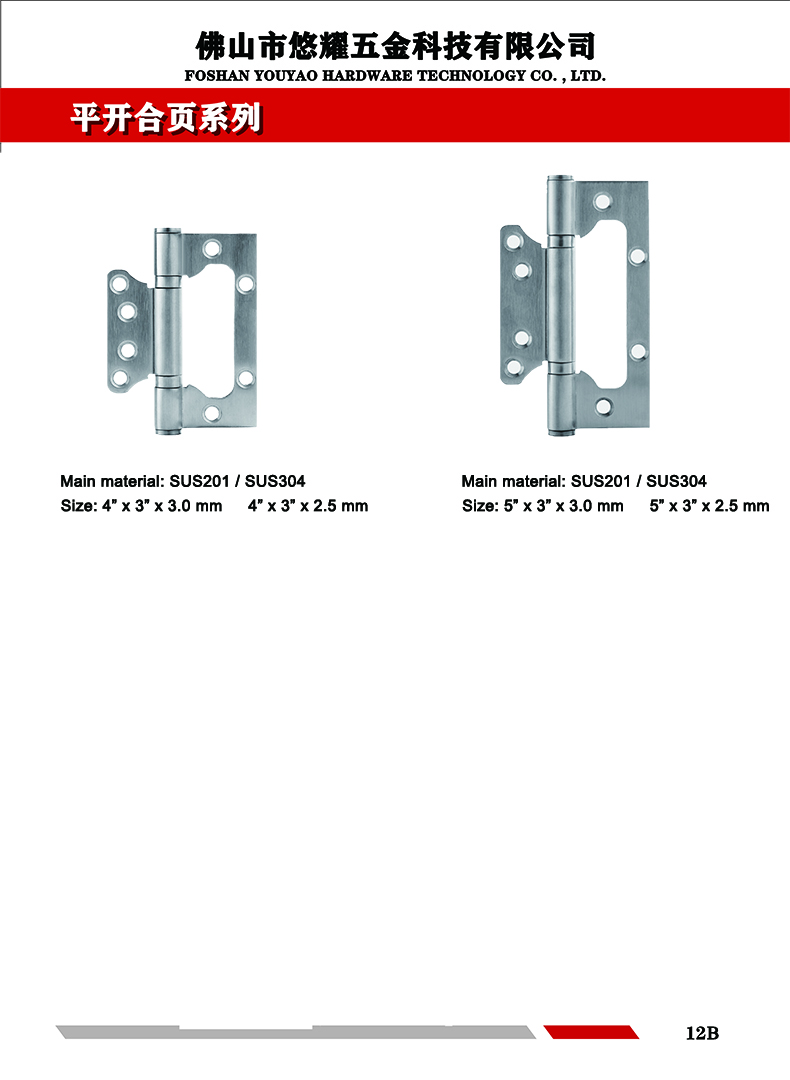 佛山市悠耀五金科技有限公司
FOSHAN YOUYAO HARDWARE TECHNOLOGY CO. , LTD.
平开合页系列
Main material: SUS201 / SUS304
Size: 4” x 3” x 3.0 mm 4” x 3” x 2.5 mm
Main material: SUS201 / SUS304
Size: 5” x 3” x 3.0 mm 5” x 3” x 2.5 mm
12B